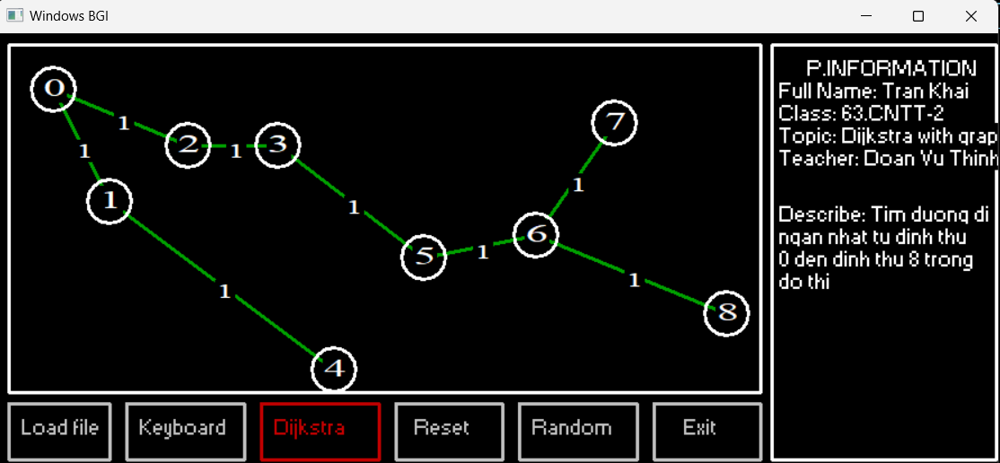 Windows BGI
0
1
2
1
3
7
1
1
1
1
5
1
6
1
1
8
4
P.INFORMATION
Full Name: Tran Khai
Class: 63.CNTT-2
Topic: Dijkstra with grap
Teacher: Doan Vu Thinh
Describe: Tim duong di
ngan nhat tu dinh thu
0 den dinh thu 8 trong
do thi
Load file Keyboard Dijkstra Reset Random Exit